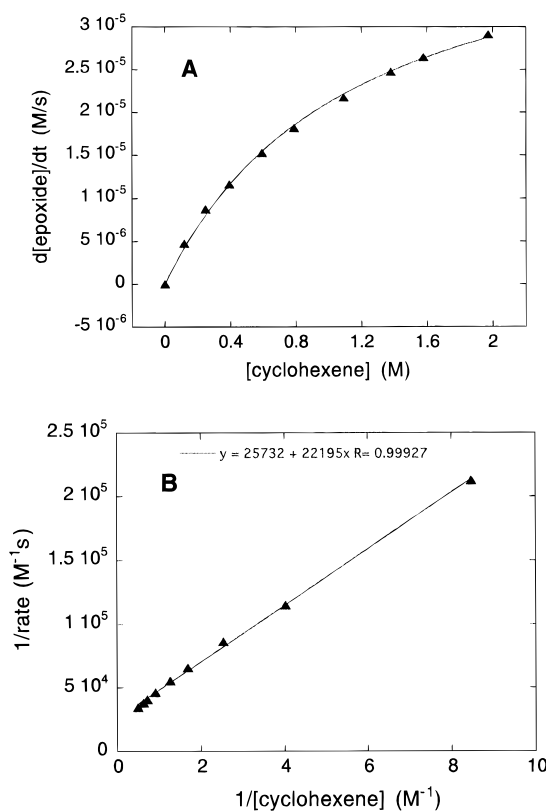 A
d[epoxide]/dt (M/s)
3 10⁻⁵
2.5 10⁻⁵
2 10⁻⁵
1.5 10⁻⁵
1 10⁻⁵
5 10⁻⁶
0
-5 10⁻⁶
0 0.4 0.8 1.2 1.6 2
[cyclohexene] (M)
B
y = 25732 + 22195x R= 0.99927
1/rate (M⁻¹s)
2.5 10⁵
2 10⁵
1.5 10⁵
1 10⁵
5 10⁴
0
0 2 4 6 8 10
1/[cyclohexene] (M⁻¹)